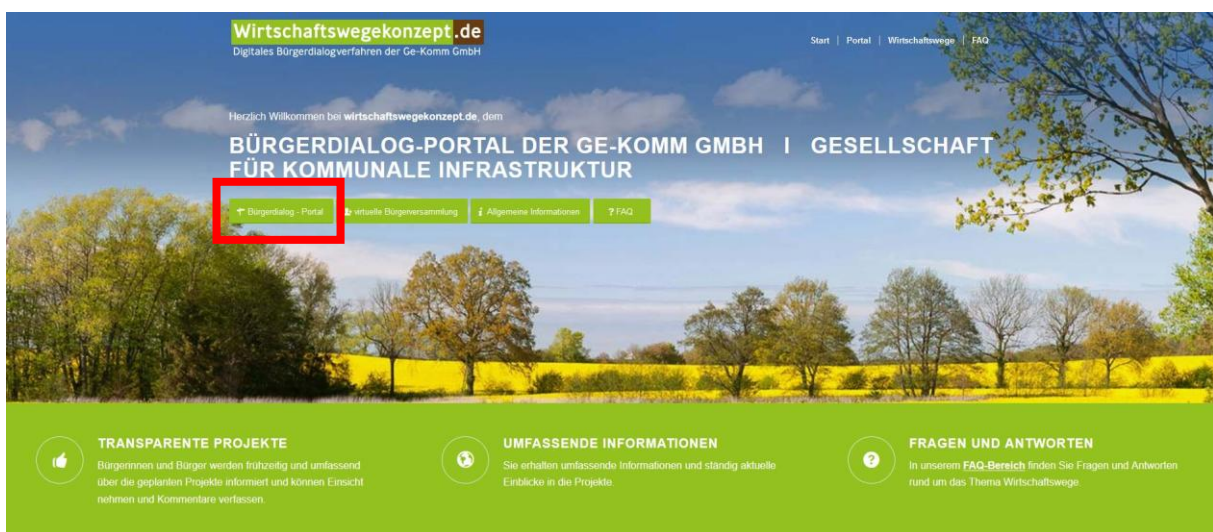 Wirtschaftswegekonzept.de
Digitales Bürgerdialogverfahren der Ge-Komm GmbH
Start | Portal | Wirtschaftswege | FAQ
Herzlich Willkommen bei wirtschaftswegekonzept.de, dem
BÜRGERDIALOG-PORTAL DER GE-KOMM GMBH I GESELLSCHAFT
FÜR KOMMUNALE INFRASTRUKTUR
Bürgerdialog - Portal
virtuelle Bürgerversammlung
Allgemeine Informationen
? FAQ
TRANSPARENTE PROJEKTE
Bürgerinnen und Bürger werden frühzeitig und umfassend
über die geplanten Projekte informiert und können Einsicht
nehmen und Kommentare verfassen.
UMFASSENDE INFORMATIONEN
Sie erhalten umfassende Informationen und ständig aktuelle
Einblicke in die Projekte.
FRAGEN UND ANTWORTEN
In unserem FAQ-Bereich finden Sie Fragen und Antworten
rund um das Thema Wirtschaftswege.